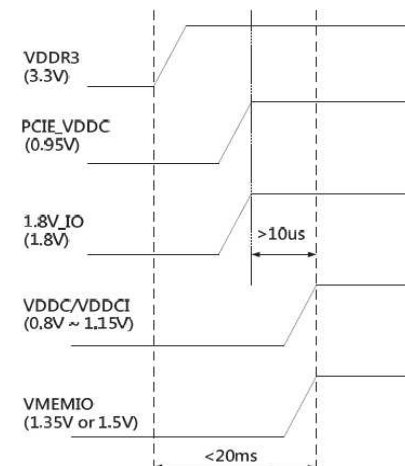 VDDR3
(3.3V)
PCIE_VDDC
(0.95V)
1.8V_IO
(1.8V)
>10us
VDDC/VDDCI
(0.8V ~ 1.15V)
VMEMIO
(1.35V or 1.5V)
<20ms